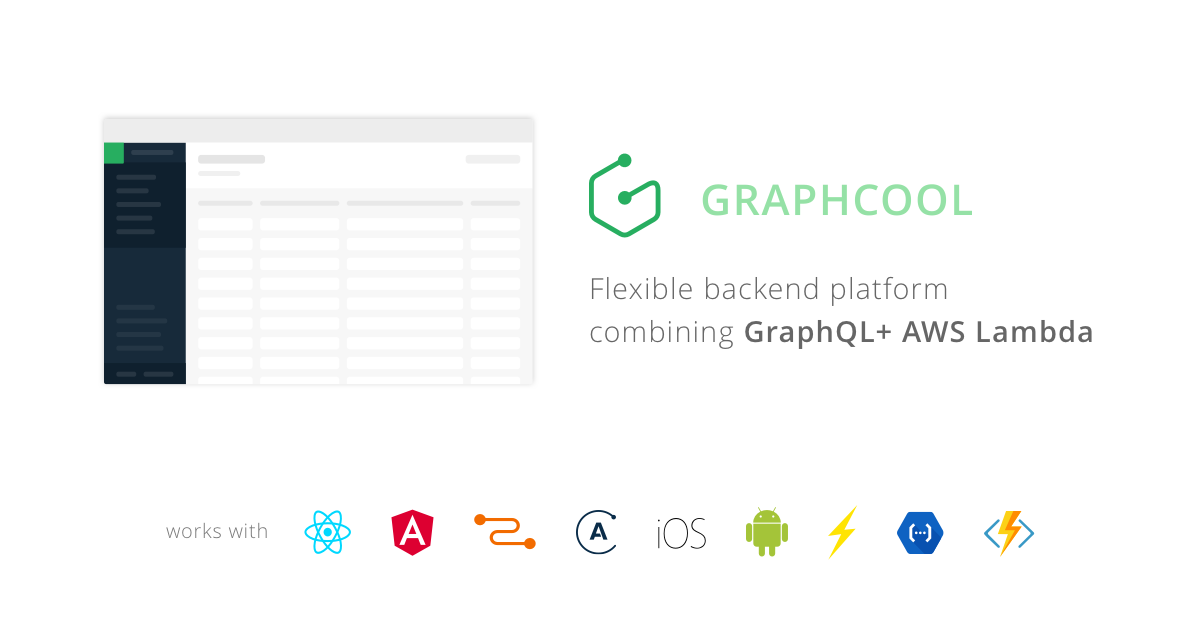 GRAPHCOOL
Flexible backend platform
combining GraphQL+ AWS Lambda
works with
A
A
iOS